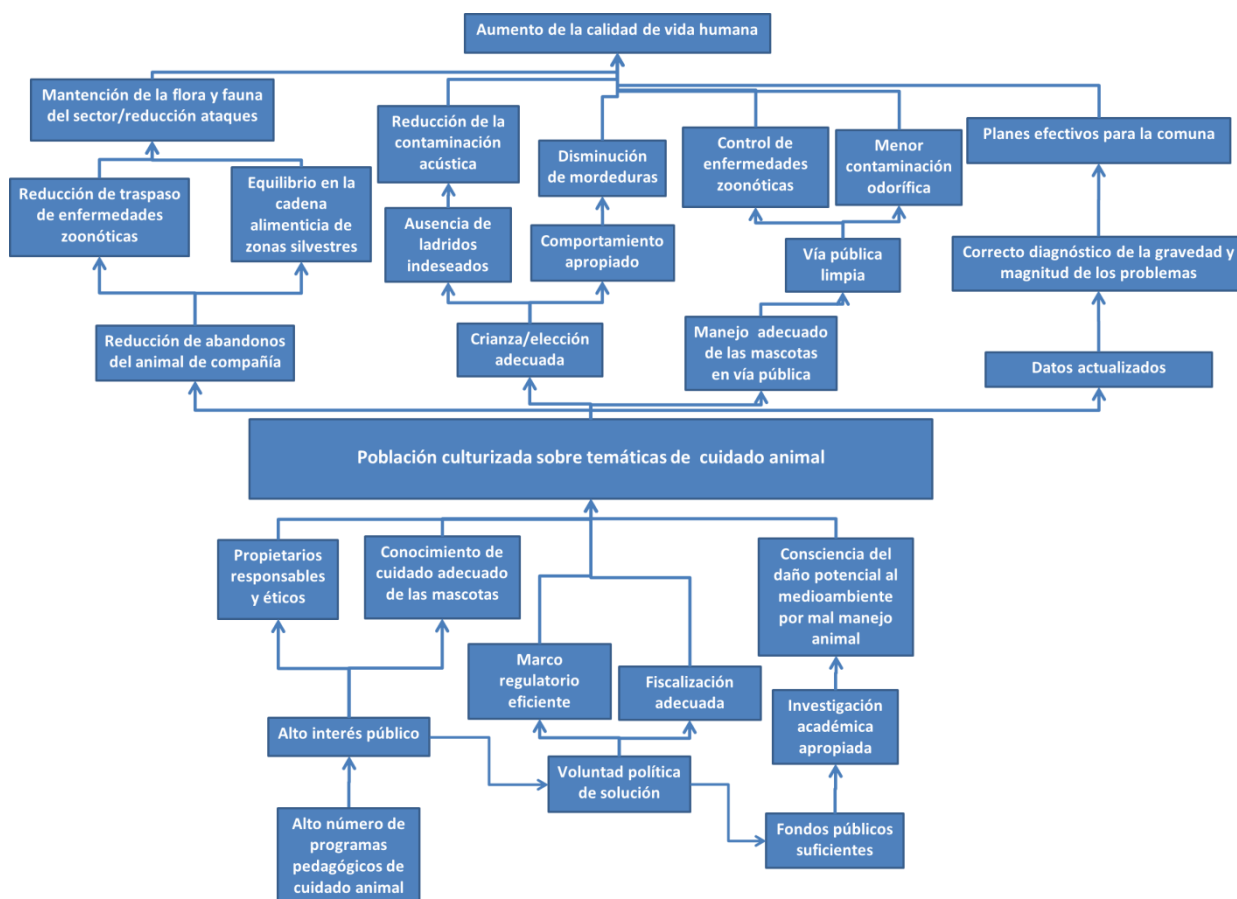 Aumento de la calidad de vida humana
Mantención de la flora y fauna
del sector/reducción ataques
Reducción de la
contaminación
acústica
Disminución
de mordeduras
Control de
enfermedades
zoonóticas
Menor
contaminación
odorífica
Planes efectivos para la comuna
Reducción de traspaso
de enfermedades
zoonóticas
Equilibrio en la
cadena
alimenticia de
zonas silvestres
Ausencia de
ladridos
indeseados
Comportamiento
apropiado
Vía pública
limpia
Correcto diagnóstico de la gravedad y
magnitud de los problemas
Reducción de abandonos
del animal de compañía
Crianza/elección
adecuada
Manejo adecuado
de las mascotas
en vía pública
Datos actualizados
Población culturizada sobre temáticas de cuidado animal
Propietarios
responsables
y éticos
Conocimiento de
cuidado adecuado
de las mascotas
Consciencia del
daño potencial al
medioambiente
por mal manejo
animal
Marco
regulatorio
eficiente
Fiscalización
adecuada
Investigación
académica
apropiada
Alto interés público
Voluntad política
de solución
Fondos públicos
suficientes
Alto número de
programas
pedagógicos de
cuidado animal